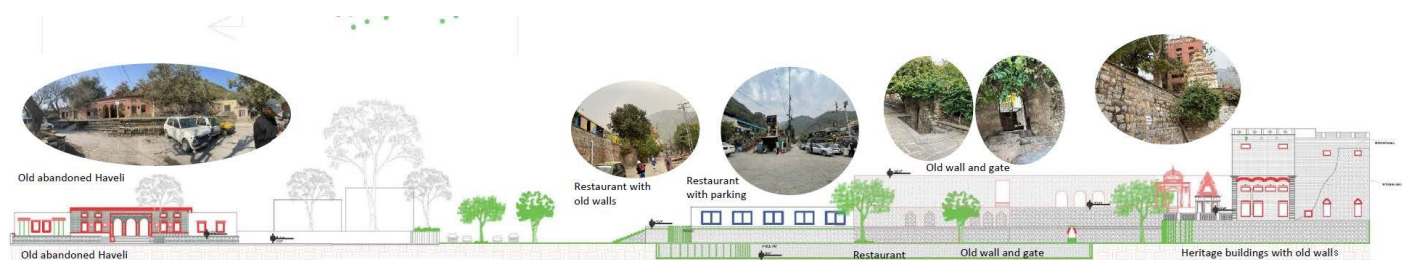 Old abandoned Haveli
Restaurant with
old walls
Restaurant
with parking
Old wall and gate
Old abandoned Haveli
Restaurant
Old wall and gate
Heritage buildings with old walls